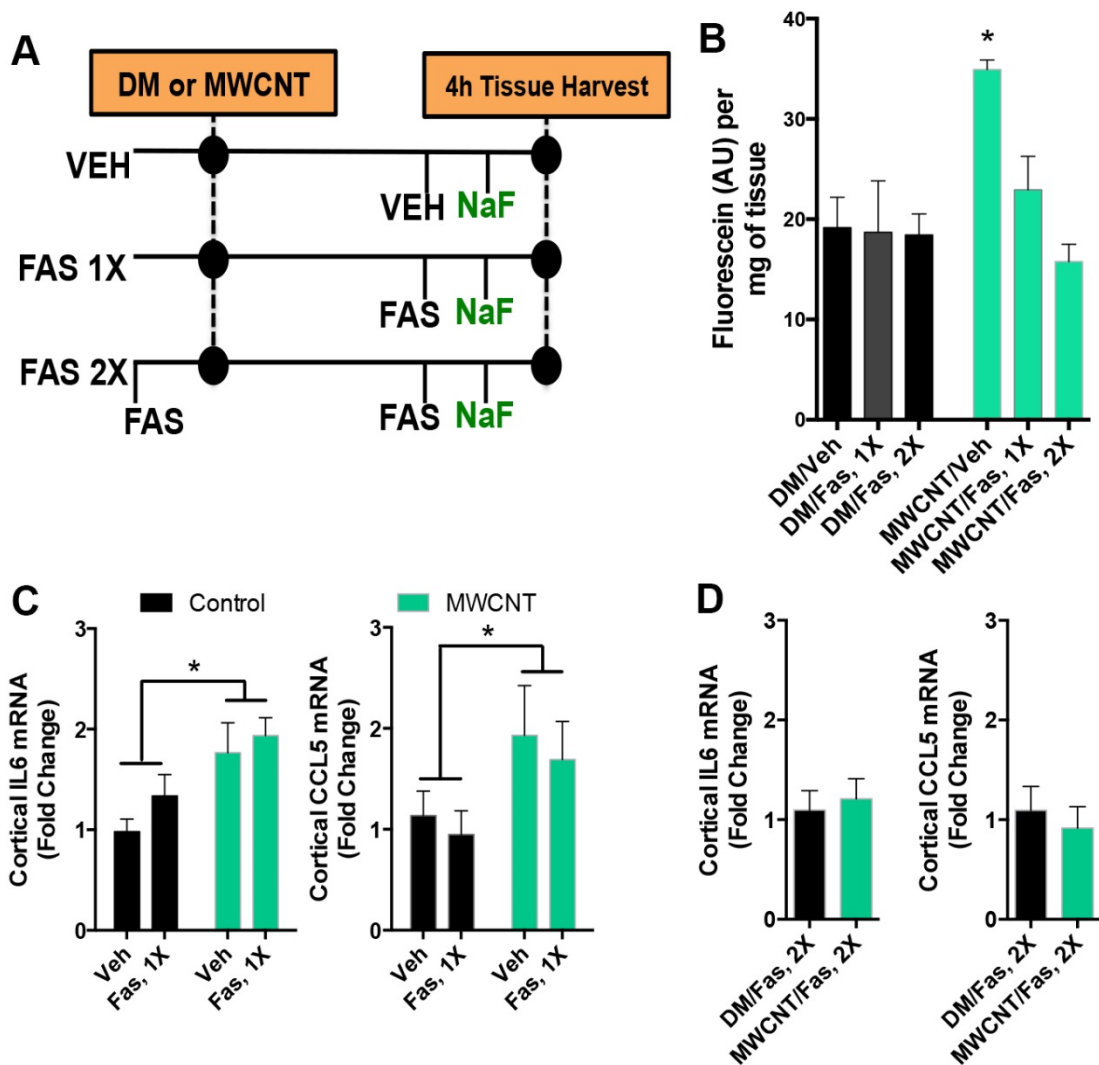 A
DM or MWCNT
4h Tissue Harvest
VEH
VEH NaF
FAS 1X
FAS NaF
FAS 2X
FAS
FAS NaF
B
Fluorescein (AU) per
mg of tissue
40
30
20
10
0
*
DM/Veh
DM/Fas, 1X
DM/Fas, 2X
MWCNT/Veh
MWCNT/Fas, 1X
MWCNT/Fas, 2X
C
Control
MWCNT
Cortical IL6 mRNA
(Fold Change)
3
2
1
0
*
Veh
Fas, 1X
Veh
Fas, 1X
Cortical CCL5 mRNA
(Fold Change)
3
2
1
0
*
Veh
Fas, 1X
Veh
Fas, 1X
D
Cortical IL6 mRNA
(Fold Change)
3
2
1
0
DM/Fas, 2X
MWCNT/Fas, 2X
Cortical CCL5 mRNA
(Fold Change)
3
2
1
0
DM/Fas, 2X
MWCNT/Fas, 2X